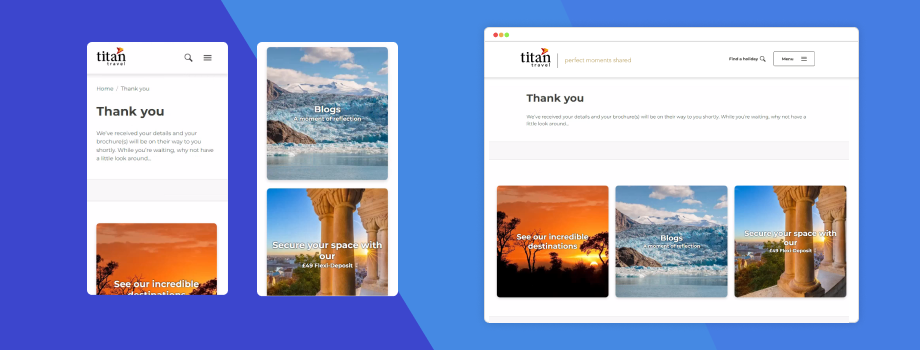 titan
travel
Home / Thank you
Thank you
We've received your details and your
brochure(s) will be on their way to you
shortly. While you're waiting, why not have
a little look around...
See our incredible
destinations
Blogs
A moment of reflection
Secure your space with
our
£49 Flexi Deposit
titan
travel
perfect moments shared
Find a holiday
Menu
Thank you
We've received your details and your brochure(s) will be on their way to you shortly. While you're waiting, why not have a
little look around...
See our incredible
destinations
Blogs
A moment of reflection
Secure your space with
our
£49 Flexi Deposit